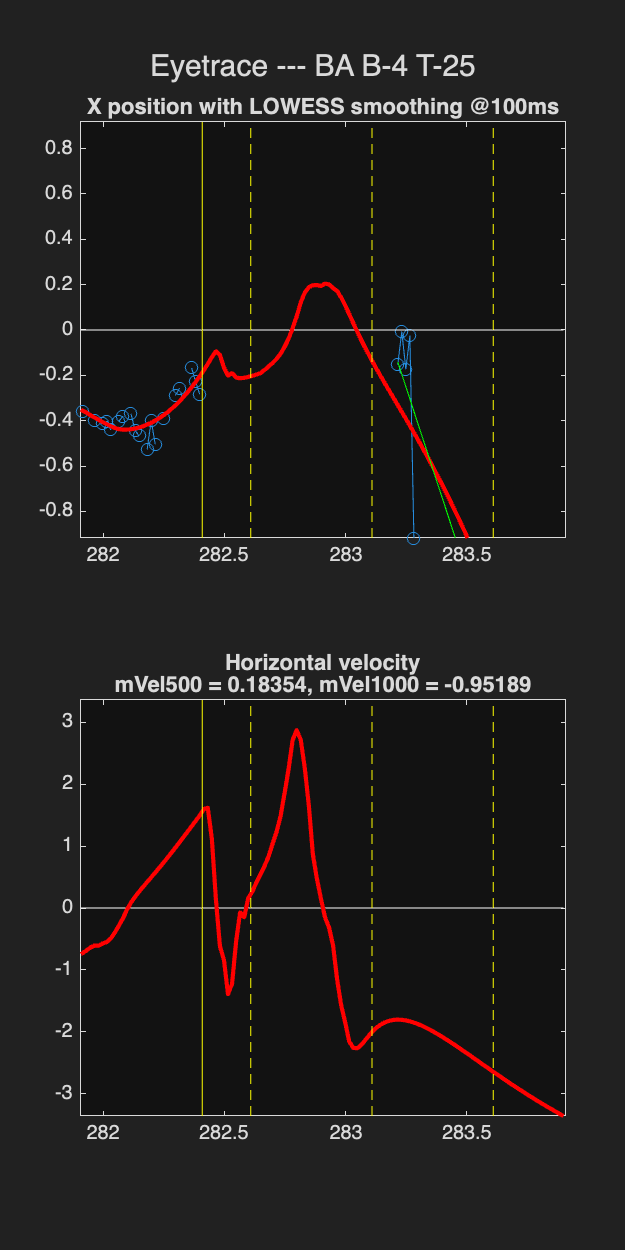 Eyetrace --- BA B-4 T-25
X position with LOWESS smoothing @100ms
0.8
0.6
0.4
0.2
0
-0.2
-0.4
-0.6
-0.8
282 282.5 283 283.5
Horizontal velocity
mVel500 = 0.18354, mVel1000 = -0.95189
3
2
1
0
-1
-2
-3
282 282.5 283 283.5